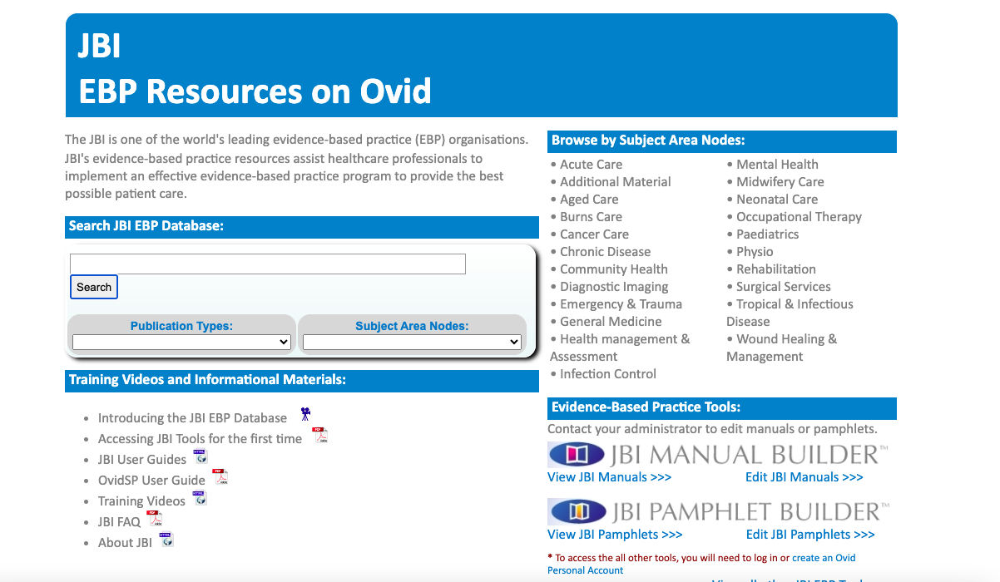 JBI
EBP Resources on Ovid
The JBI is one of the world's leading evidence-based practice (EBP) organisations.
JBI's evidence-based practice resources assist healthcare professionals to
implement an effective evidence-based practice program to provide the best
possible patient care.
Search JBI EBP Database:
Search
Publication Types:
Subject Area Nodes:
Training Videos and Informational Materials:
• Introducing the JBI EBP Database
• Accessing JBI Tools for the first time
• JBI User Guides
• OvidSP User Guide
• Training Videos
• JBI FAQ
• About JBI
Browse by Subject Area Nodes:
• Acute Care
• Additional Material
• Aged Care
• Burns Care
• Cancer Care
• Chronic Disease
• Community Health
• Diagnostic Imaging
• Emergency & Trauma
• General Medicine
• Health management &
Assessment
• Infection Control
• Mental Health
• Midwifery Care
• Neonatal Care
• Occupational Therapy
• Paediatrics
• Physio
• Rehabilitation
• Surgical Services
• Tropical & Infectious
Disease
• Wound Healing &
Management
Evidence-Based Practice Tools:
Contact your administrator to edit manuals or pamphlets.
JBI MANUAL BUILDER™
View JBI Manuals >>>
Edit JBI Manuals >>>
JBI PAMPHLET BUILDER™
View JBI Pamphlets >>>
Edit JBI Pamphlets >>>
* To access the all other tools, you will need to log in or create an Ovid
Personal Account